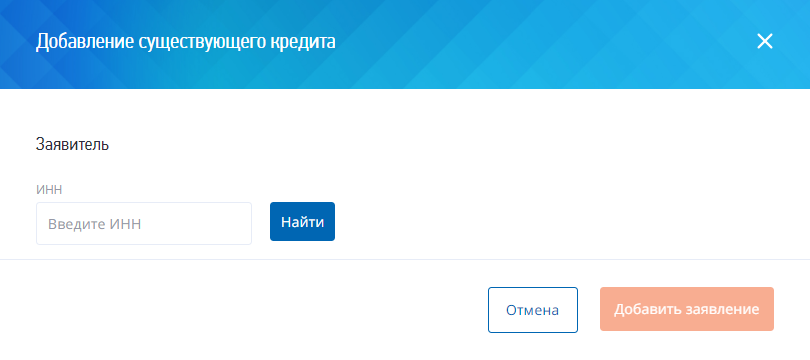 Добавление существующего кредита
Заявитель
ИНН
Введите ИНН
Найти
Отмена
Добавить заявление